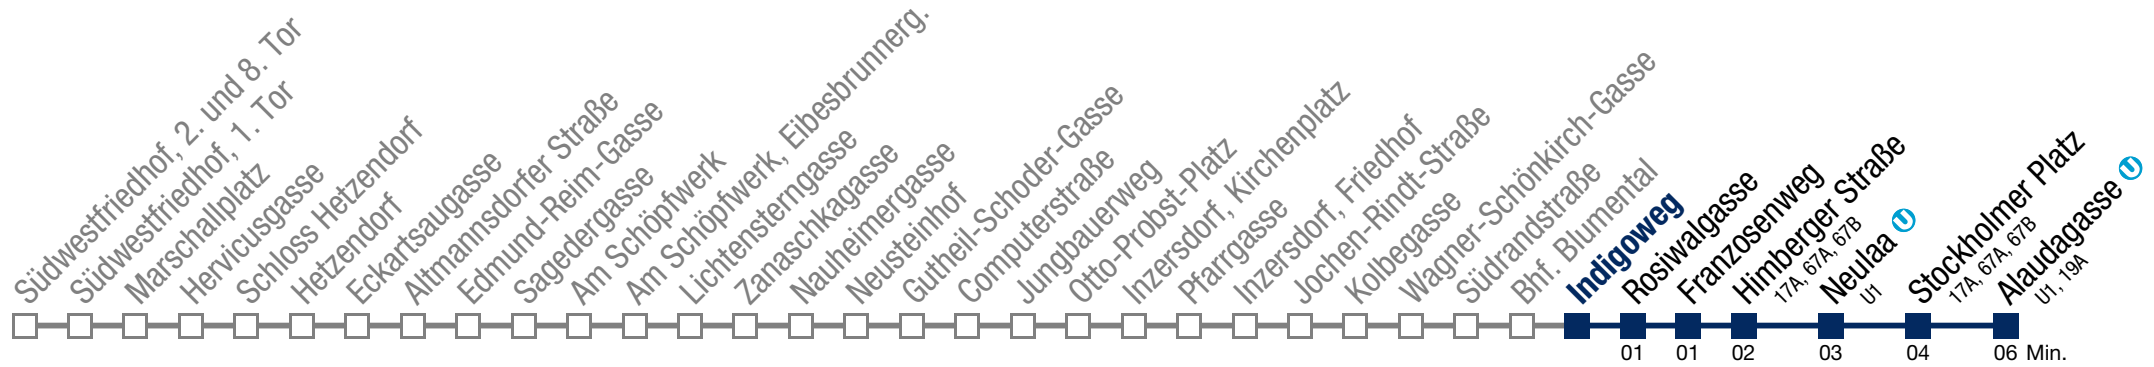 Südwestfriedhof, 2. und 8. Tor
Südwestfriedhof, 1. Tor
Marschallplatz
Hervicusgasse
Schloss Hetzendorf
Hetzendorf
Eckartsaugasse
Altmannsdorfer Straße
Edmund-Reim-Gasse
Sagedergasse
Am Schöpfwerk
Am Schöpfwerk, Eibesbrunnerg.
Lichtensterngasse
Zanaschkagasse
Nauheimergasse
Neusteinhof
Gutheil-Schoder-Gasse
Computerstraße
Jungbauerweg
Otto-Probst-Platz
Inzersdorf, Kirchenplatz
Pfarrgasse
Inzersdorf, Friedhof
Jochen-Rindt-Straße
Kolbegasse
Wagner-Schönkirch-Gasse
Südrandstraße
Bhf. Blumental
Indigoweg
Rosiwalgasse
Franzosenweg
Himberger Straße
17A, 67A, 67B
Neulaa U
U1
Stockholmer Platz
17A, 67A, 67B
Alaudagasse U
U1, 19A
01 01 02 03 04 06 Min.